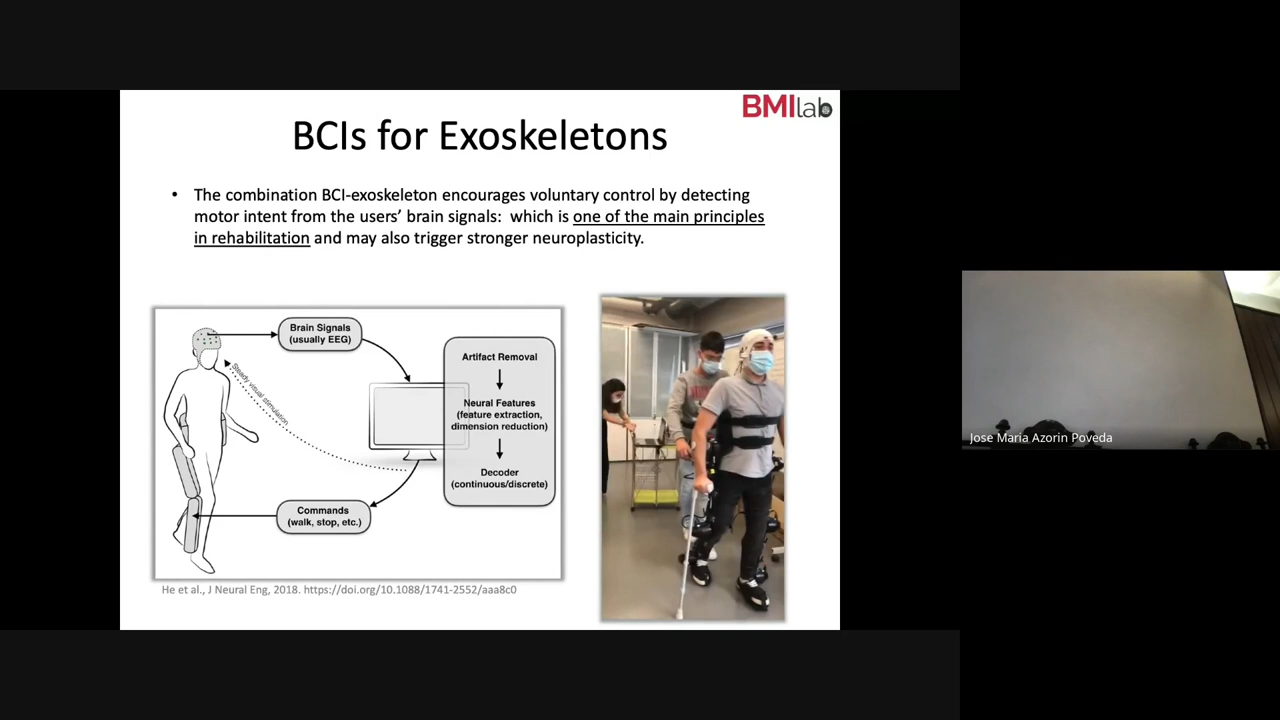 BMIlab
BCIs for Exoskeletons
• The combination BCI-exoskeleton encourages voluntary control by detecting
motor intent from the users’ brain signals: which is one of the main principles
in rehabilitation and may also trigger stronger neuroplasticity.
Brain Signals
(usually EEG)
Steady visual stimulation
Artifact Removal
Neural Features
(feature extraction,
dimension reduction)
Decoder
(continuous/discrete)
Commands
(walk, stop, etc.)
He et al., J Neural Eng, 2018. https://doi.org/10.1088/1741-2552/aaa8c0
Jose Maria Azorin Poveda